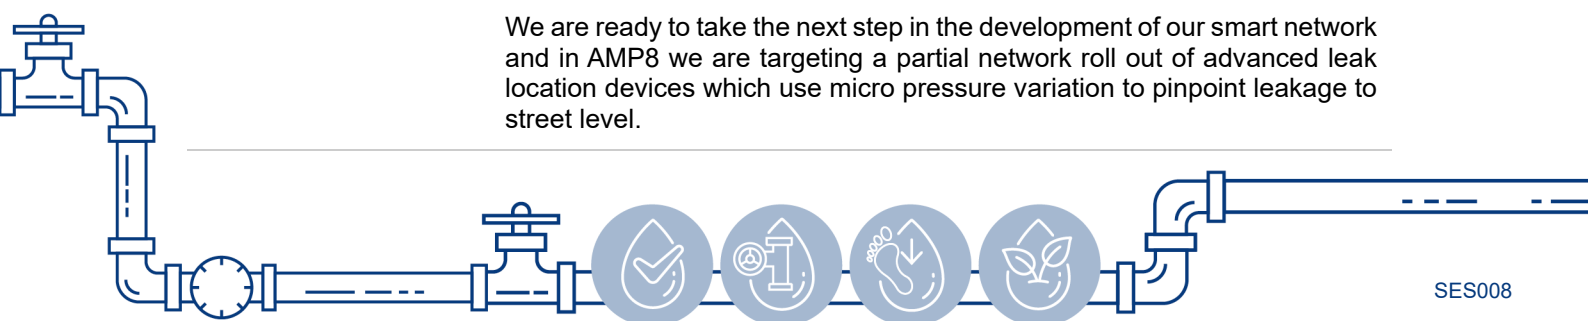 We are ready to take the next step in the development of our smart network
and in AMP8 we are targeting a partial network roll out of advanced leak
location devices which use micro pressure variation to pinpoint leakage to
street level.
SES008